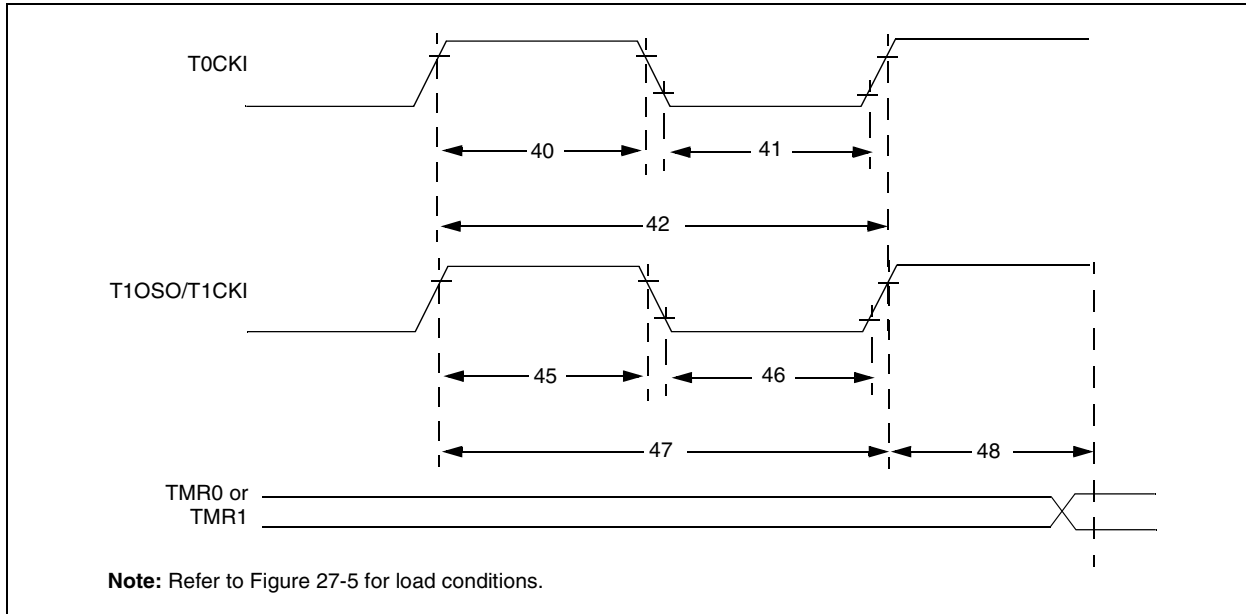 T0CKI
40
41
42
T1OSO/T1CKI
45
46
47
48
TMR0 or
TMR1
Note: Refer to Figure 27-5 for load conditions.